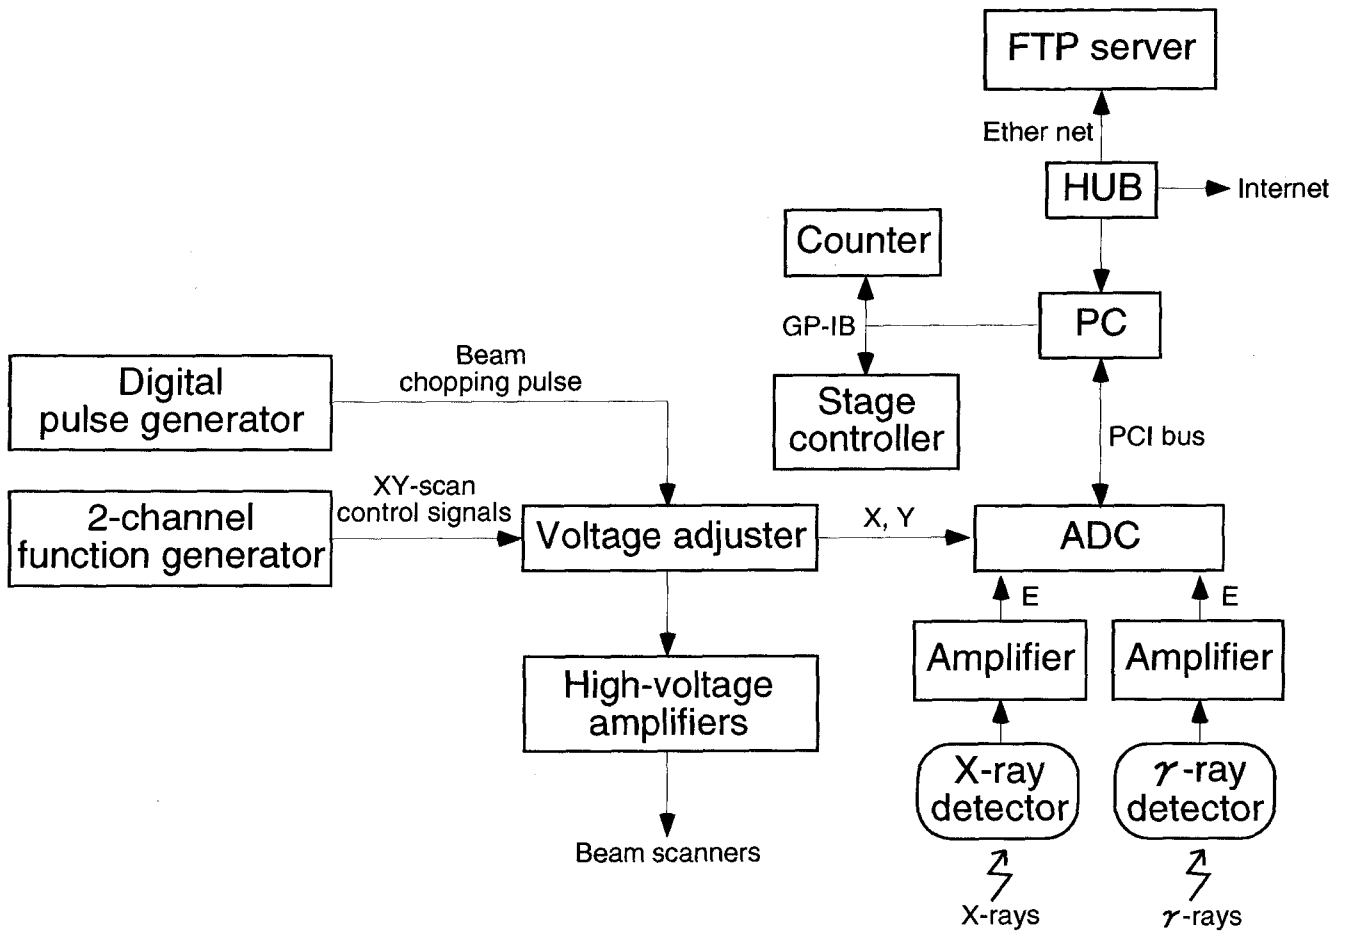 FTP server
Ether net
HUB
Internet
Counter
GP-IB
PC
Beam
chopping pulse
Digital
pulse generator
Stage
controller
PCI bus
XY-scan
control signals
2-channel
function generator
Voltage adjuster
X, Y
ADC
E
E
Amplifier
Amplifier
High-voltage
amplifiers
X-ray
detector
γ-ray
detector
Beam scanners
X-rays
γ-rays